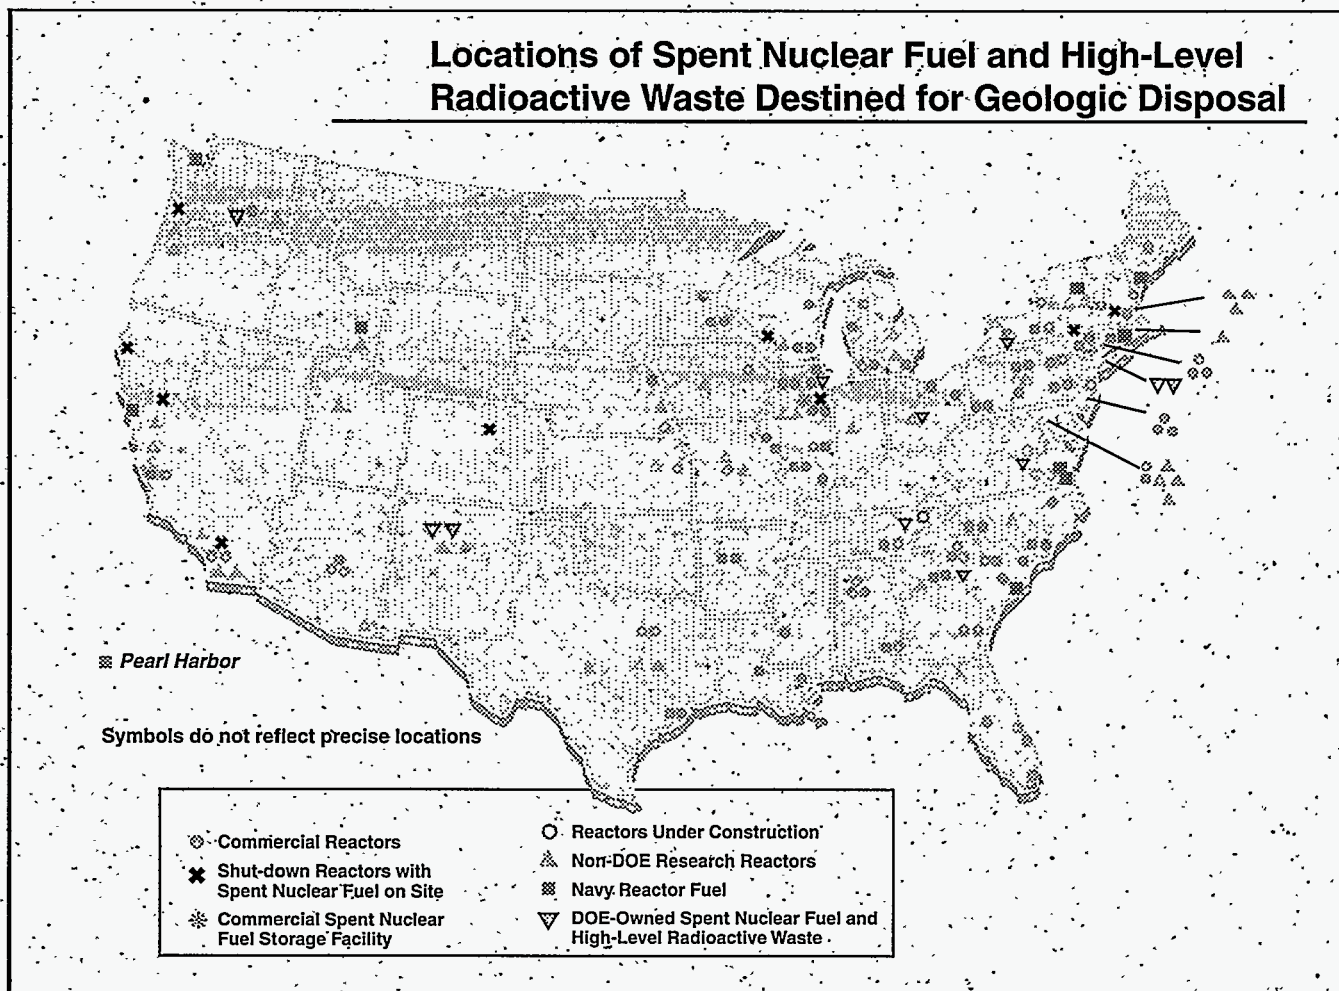 Locations of Spent Nuclear Fuel and High-Level
Radioactive Waste Destined for Geologic Disposal
Pearl Harbor
Symbols do not reflect precise locations
Commercial Reactors
Shut-down Reactors with
Spent Nuclear Fuel on Site
Commercial Spent Nuclear
Fuel Storage Facility
Reactors Under Construction
Non-DOE Research Reactors
Navy Reactor Fuel
DOE-Owned Spent Nuclear Fuel and
High-Level Radioactive Waste